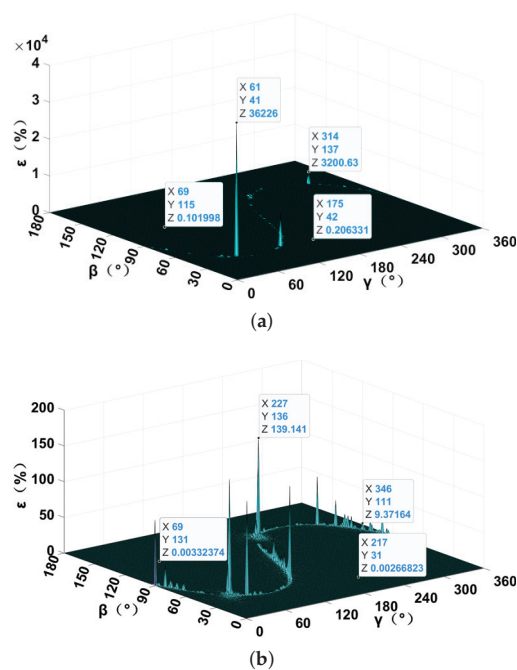 ×10⁴
4
3
2
1
0
ε (%)
X 61
Y 41
Z 36226
X 314
Y 137
Z 3200.63
X 69
Y 115
Z 0.101998
X 175
Y 42
Z 0.206331
180
150
120
90
60
30
0
β (°)
0
60
120
180
240
300
360
γ (°)
(a)
200
150
100
50
0
ε (%)
X 227
Y 136
Z 139.141
X 346
Y 111
Z 9.37164
X 69
Y 131
Z 0.00332374
X 217
Y 31
Z 0.00266823
180
150
120
90
60
30
0
β (°)
0
60
120
180
240
300
360
γ (°)
(b)